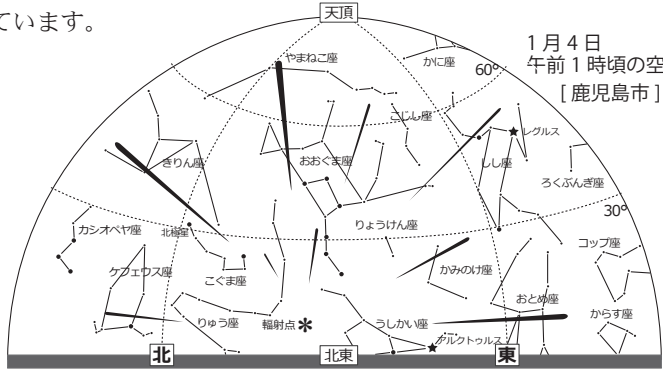 ています。
天頂
1月4日
午前1時頃の空
[ 鹿児島市 ]
やまねこ座
かに座
60°
こじし座
レグルス
しし座
おおぐま座
きりん座
ろくぶんぎ座
30°
りょうけん座
カシオペヤ座
北極星
コップ座
ケフェウス座
こぐま座
かみのけ座
おとめ座
からす座
りゅう座
輻射点
うしかい座
アルクトゥルス
北
北東
東